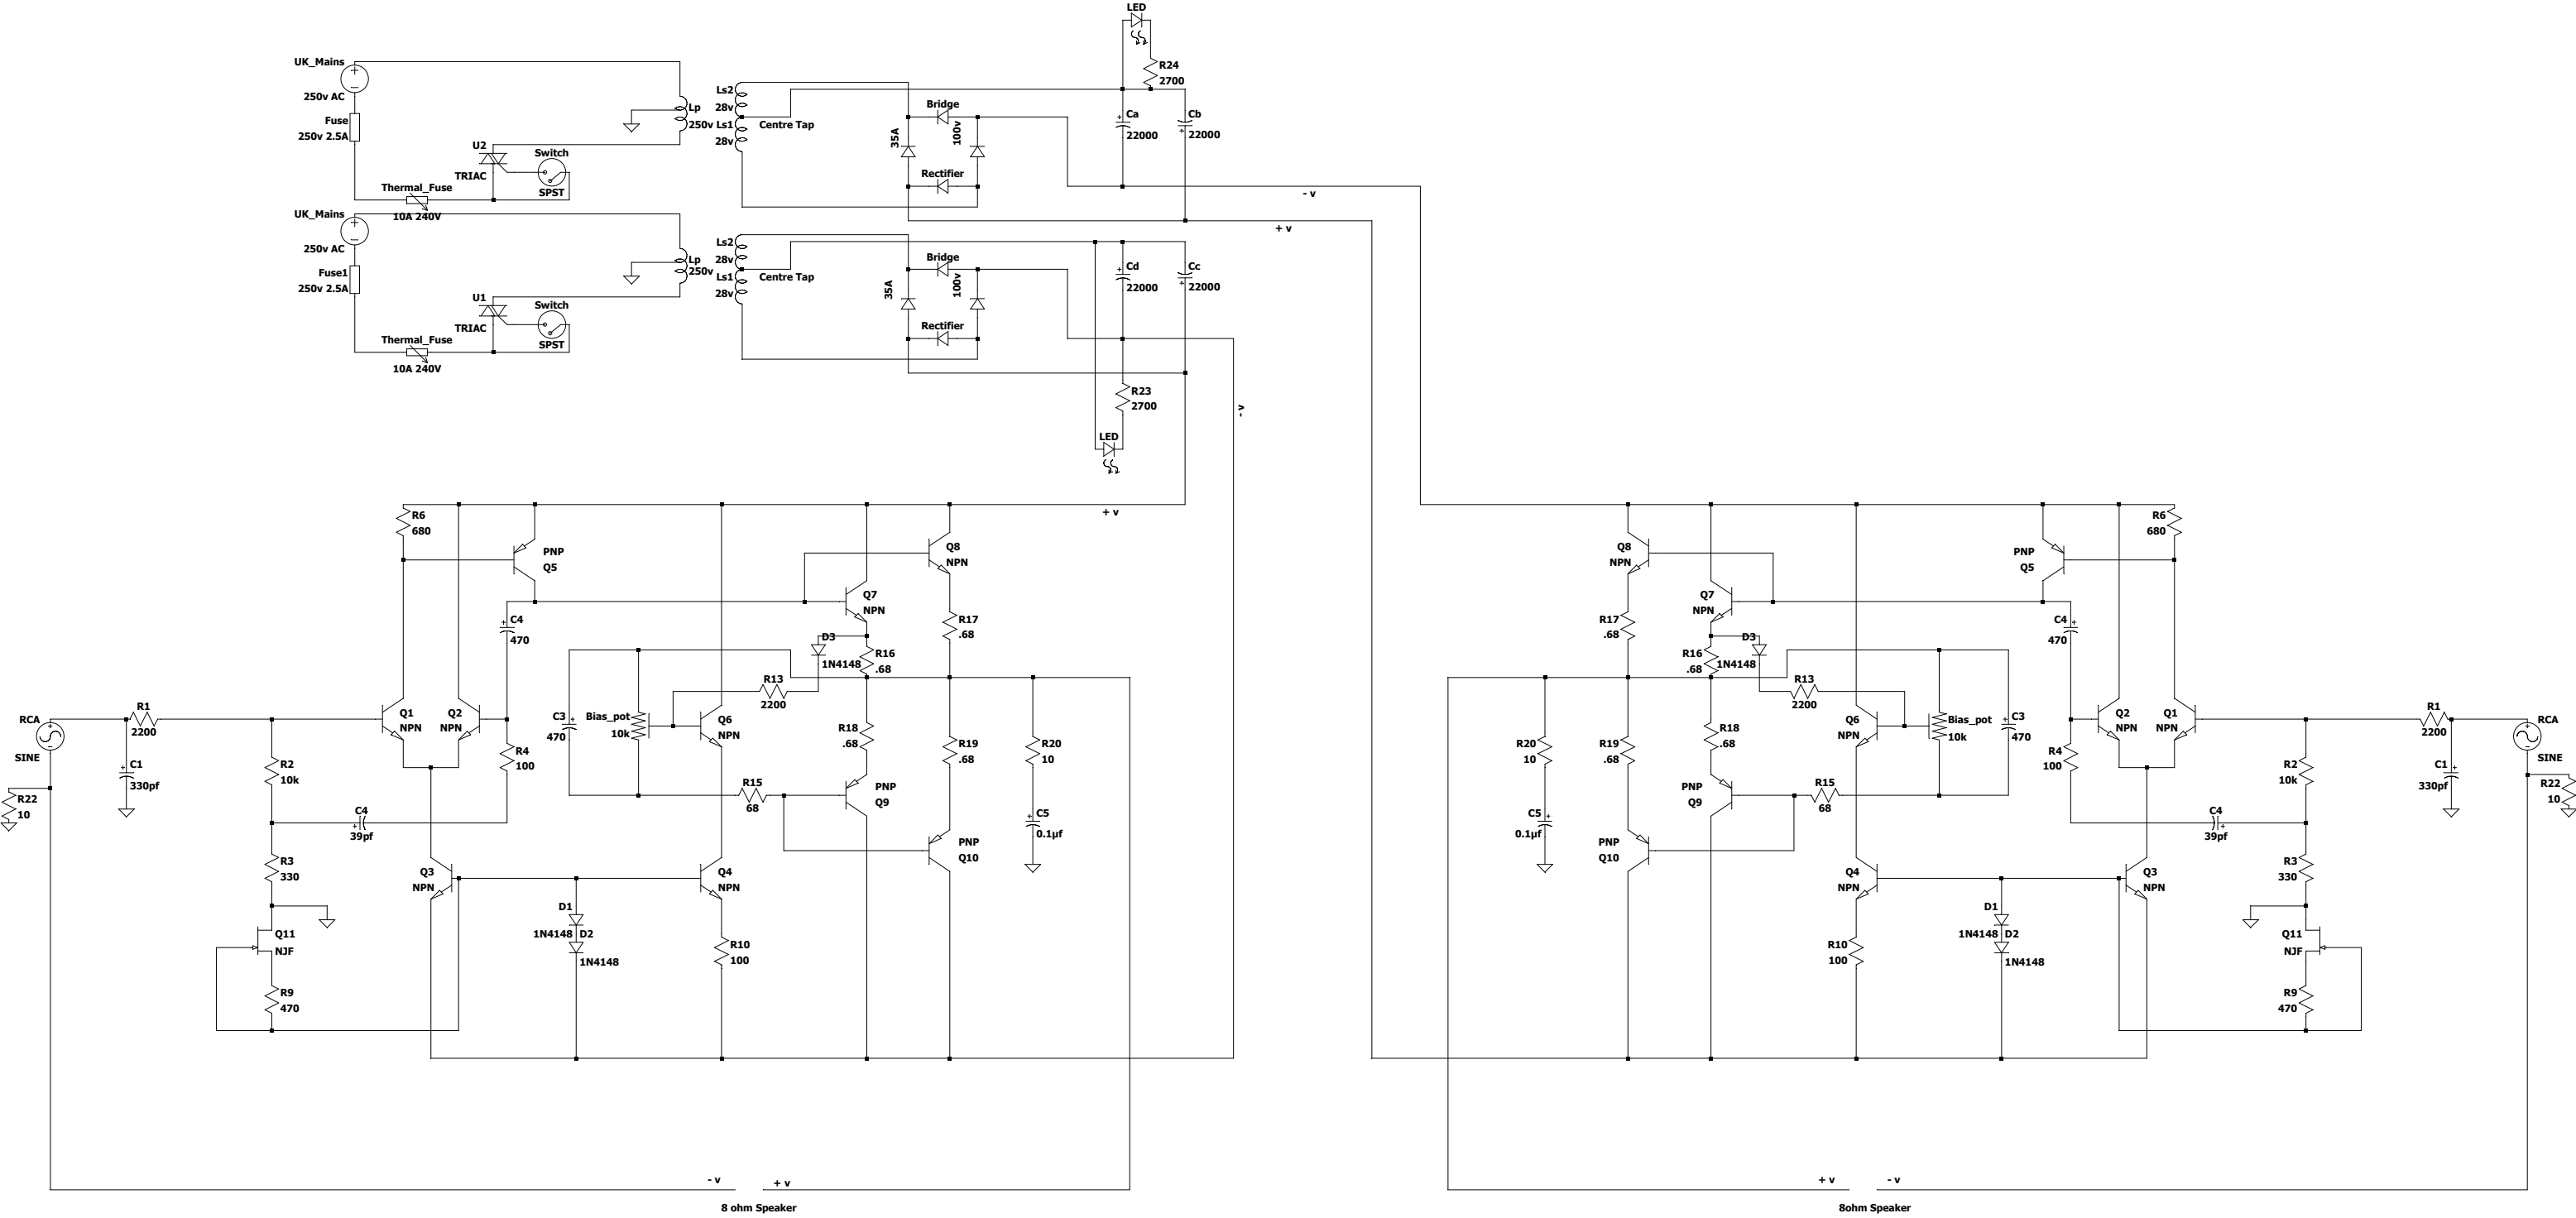 LED
R24
2700
UK_Mains
250v AC
Fuse
250v 2.5A
Lp
250v
Ls2
28v
Ls1
28v
Centre Tap
Bridge
35A
100v
Rectifier
Ca
22000
Cb
22000
U2
TRIAC
Switch
SPST
Thermal_Fuse
10A 240V
- v
+ v
UK_Mains
250v AC
Fuse1
250v 2.5A
Lp
250v
Ls2
28v
Ls1
28v
Centre Tap
Bridge
35A
100v
Rectifier
Cd
22000
Cc
22000
U1
TRIAC
Switch
SPST
Thermal_Fuse
10A 240V
R23
2700
- v
LED
+ v
R6
680
PNP
Q5
Q8
NPN
Q7
NPN
C4
470
R17
.68
D3
1N4148
R16
.68
R13
2200
RCA
SINE
R1
2200
Q1
NPN
Q2
NPN
C3
470
Bias_pot
10k
Q6
NPN
R18
.68
R19
.68
R20
10
R4
100
R2
10k
C1
330pf
R22
10
C4
39pf
R15
68
PNP
Q9
C5
0.1µf
PNP
Q10
R3
330
Q3
NPN
Q4
NPN
D1
1N4148
D2
1N4148
Q11
NJF
R10
100
R9
470
- v
+ v
8 ohm Speaker
R6
680
PNP
Q5
Q8
NPN
Q7
NPN
C4
470
R17
.68
D3
1N4148
R16
.68
R13
2200
Q6
NPN
Bias_pot
10k
C3
470
Q2
NPN
Q1
NPN
R1
2200
RCA
SINE
R20
10
R19
.68
R18
.68
R4
100
R2
10k
C1
330pf
R22
10
PNP
Q9
R15
68
C5
0.1µf
PNP
Q10
C4
39pf
R3
330
Q4
NPN
Q3
NPN
D1
1N4148
D2
1N4148
Q11
NJF
R10
100
R9
470
+ v
- v
8ohm Speaker